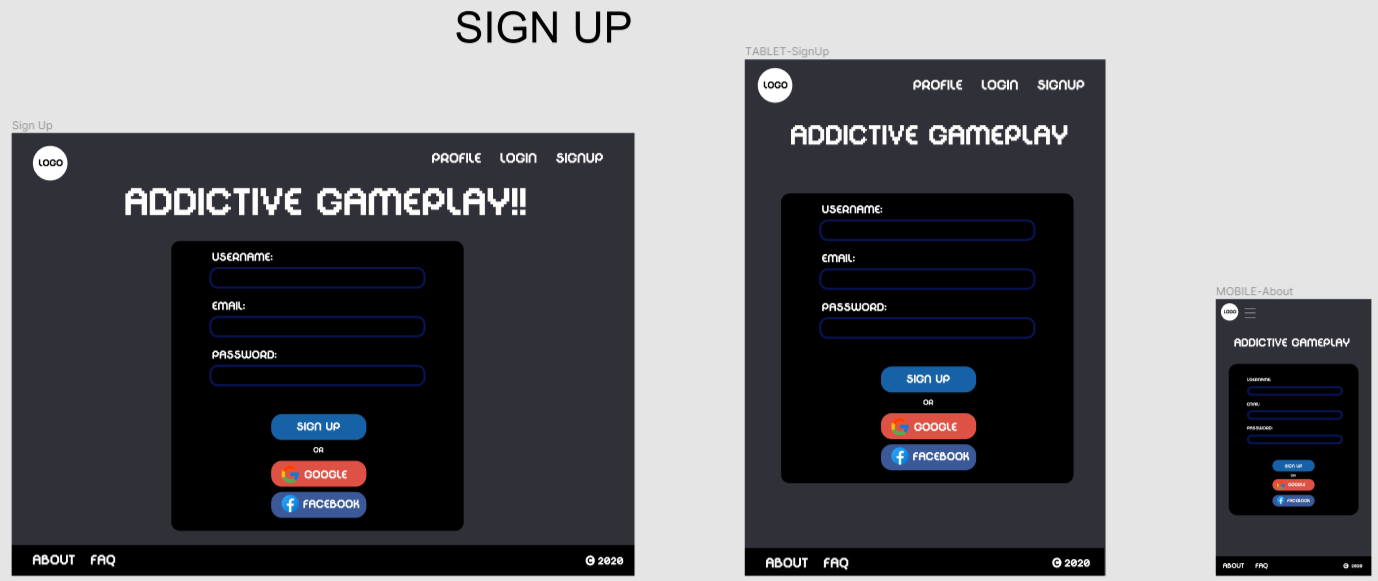 SIGN UP
Sign Up
LOGO
PROFILE LOGIN SIGNUP
ADDICTIVE GAMEPLAY!!
USERNAME:
EMAIL:
PASSWORD:
SIGN UP
OR
GOOGLE
FACEBOOK
ABOUT FAQ
© 2020
TABLET-SignUp
LOGO
PROFILE LOGIN SIGNUP
ADDICTIVE GAMEPLAY
USERNAME:
EMAIL:
PASSWORD:
SIGN UP
OR
GOOGLE
FACEBOOK
ABOUT FAQ
© 2020
MOBILE-About
LOGO
ADDICTIVE GAMEPLAY
USERNAME:
EMAIL:
PASSWORD:
SIGN UP
OR
GOOGLE
FACEBOOK
ABOUT FAQ
© 2020